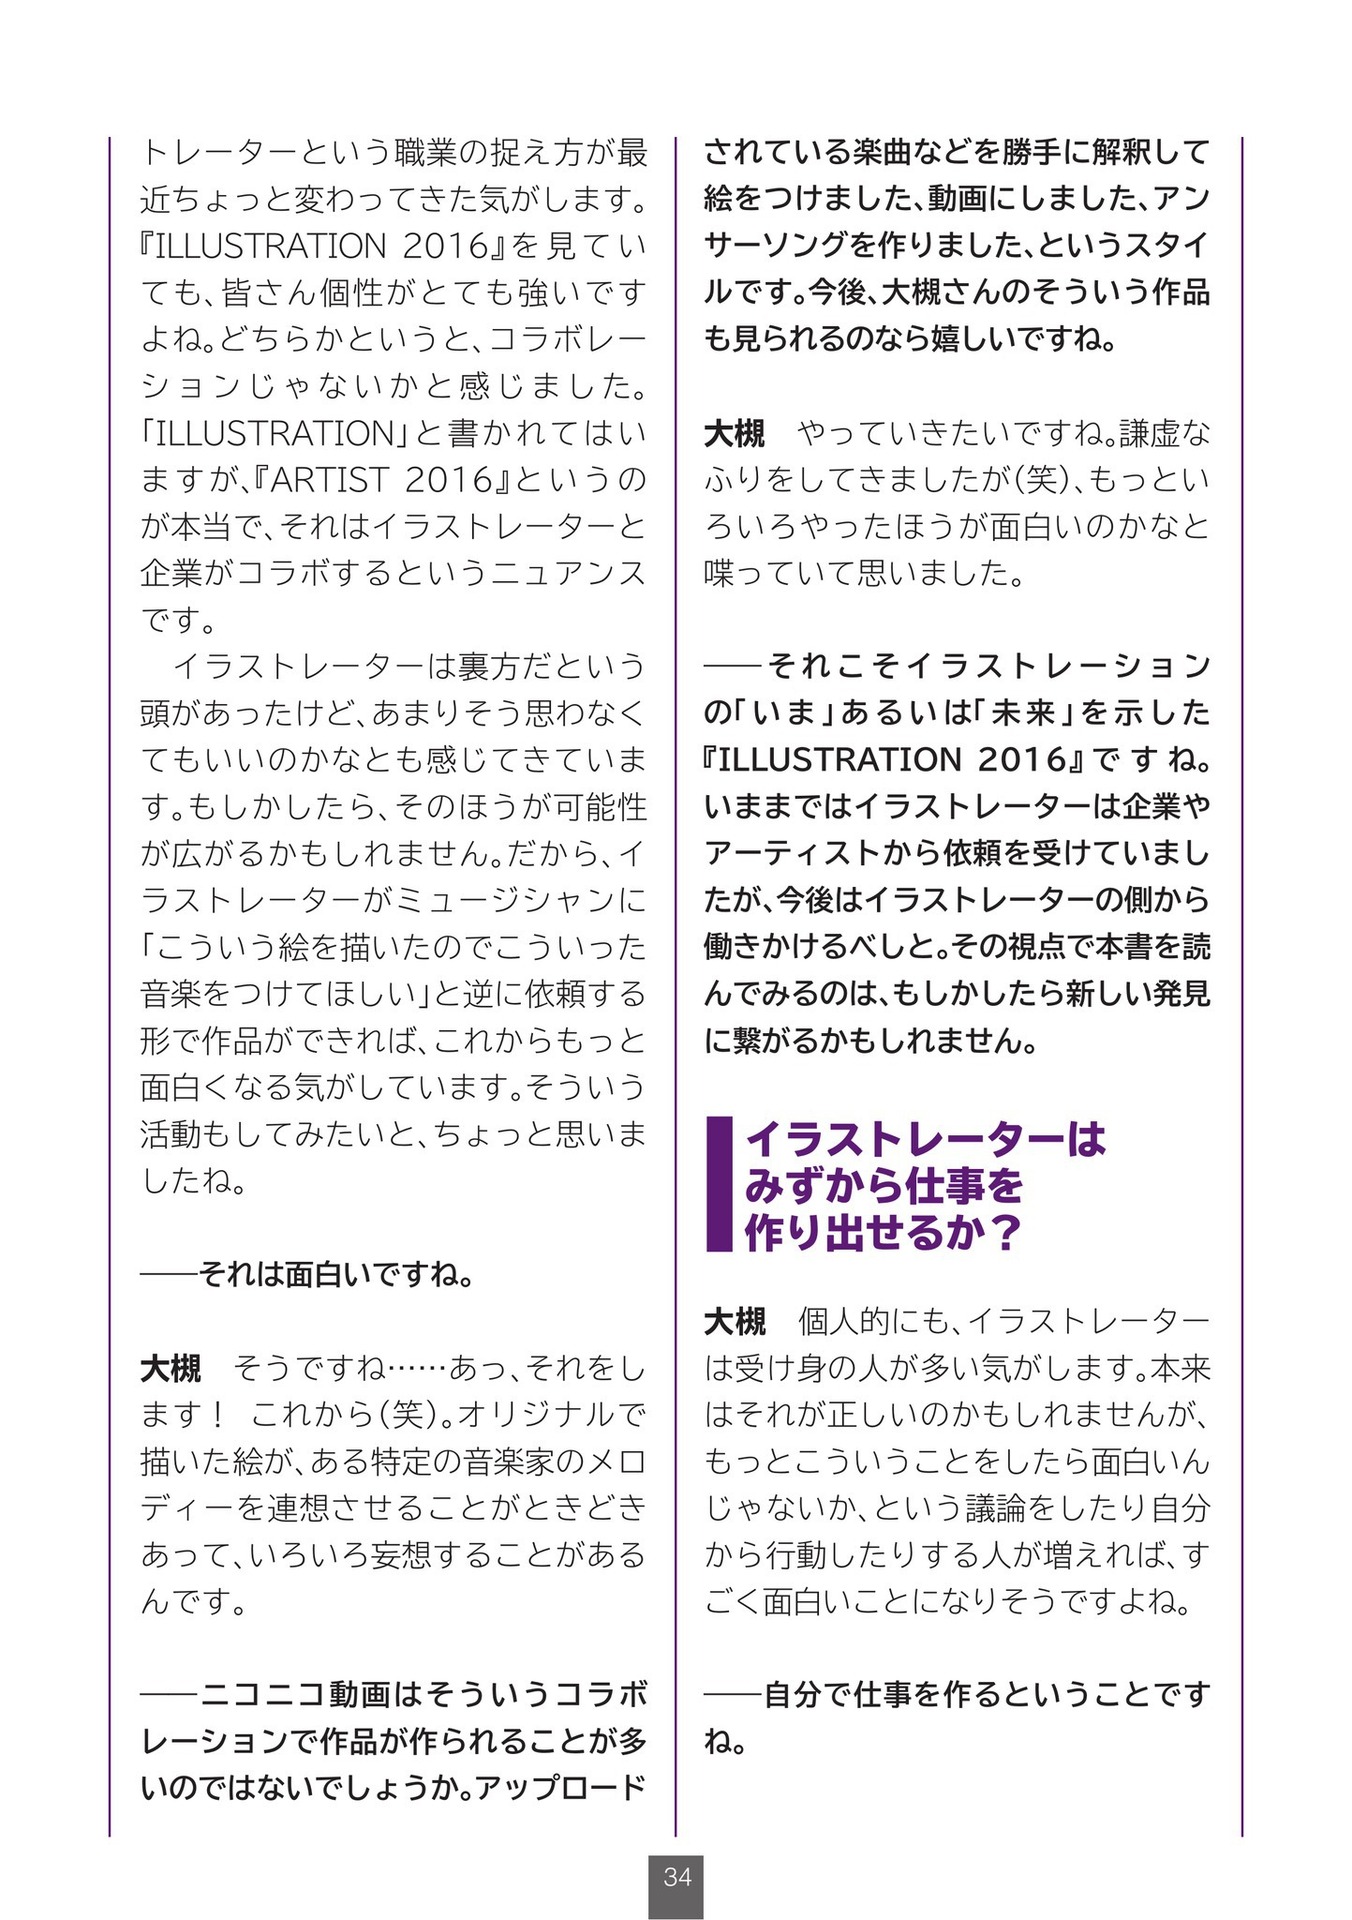 トレーターという職業の捉え方が最
近ちょっと変わってきた気がします。
『ILLUSTRATION 2016』を見てい
ても、皆さん個性がとても強いです
よね。どちらかというと、コラボレー
ションじゃないかと感じました。
「ILLUSTRATION」と書かれてはい
ますが、『ARTIST 2016』というの
が本当で、それはイラストレーターと
企業がコラボするというニュアンス
です。
　イラストレーターは裏方だという
頭があったけど、あまりそう思わなく
てもいいのかなとも感じてきていま
す。もしかしたら、そのほうが可能性
が広がるかもしれません。だから、イ
ラストレーターがミュージシャンに
「こういう絵を描いたのでこういった
音楽をつけてほしい」と逆に依頼する
形で作品ができれば、これからもっと
面白くなる気がしています。そういう
活動もしてみたいと、ちょっと思いま
したね。
――それは面白いですね。
大槻　そうですね……あっ、それをし
ます！　これから（笑）。オリジナルで
描いた絵が、ある特定の音楽家のメロ
ディーを連想させることがときどき
あって、いろいろ妄想することがある
んです。
――ニコニコ動画はそういうコラボ
レーションで作品が作られることが多
いのではないでしょうか。アップロード
されている楽曲などを勝手に解釈して
絵をつけました、動画にしました、アン
サーソングを作りました、というスタイ
ルです。今後、大槻さんのそういう作品
も見られるのなら嬉しいですね。
大槻　やっていきたいですね。謙虚な
ふりをしてきましたが（笑）、もっとい
ろいろやったほうが面白いのかなと
喋っていて思いました。
――それこそイラストレーション
の「いま」あるいは「未来」を示した
『ILLUSTRATION 2016』ですね。
いままではイラストレーターは企業や
アーティストから依頼を受けていまし
たが、今後はイラストレーターの側から
働きかけるべしと。その視点で本書を読
んでみるのは、もしかしたら新しい発見
に繋がるかもしれません。
イラストレーターは
みずから仕事を
作り出せるか？
大槻　個人的にも、イラストレーター
は受け身の人が多い気がします。本来
はそれが正しいのかもしれませんが、
もっとこういうことをしたら面白いん
じゃないか、という議論をしたり自分
から行動したりする人が増えれば、す
ごく面白いことになりそうですよね。
――自分で仕事を作るということです
ね。
34